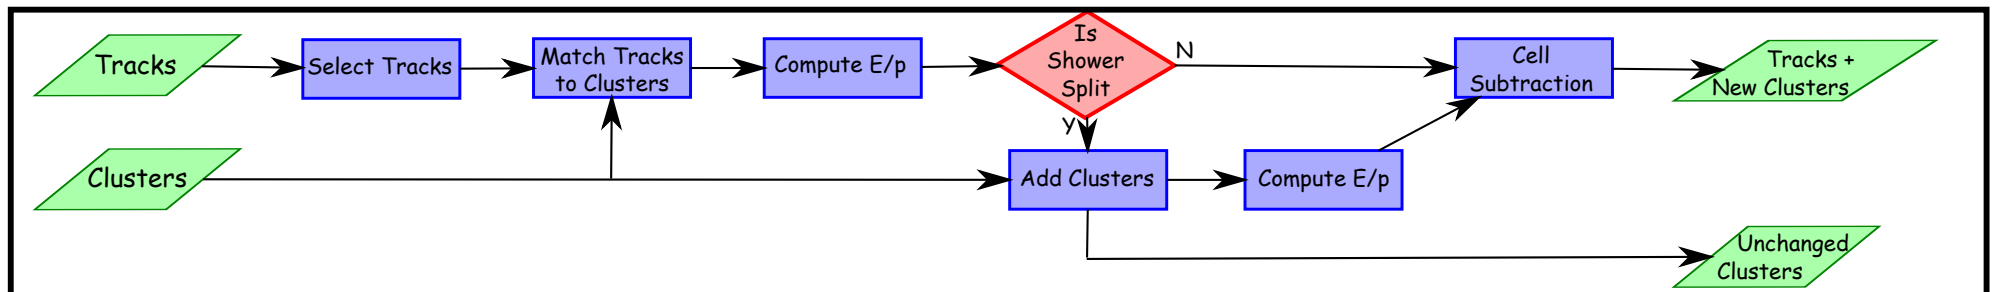 Tracks
Select Tracks
Match Tracks
to Clusters
Compute E/p
Is
Shower
Split
N
Cell
Subtraction
Tracks +
New Clusters
Y
Clusters
Add Clusters
Compute E/p
Unchanged
Clusters